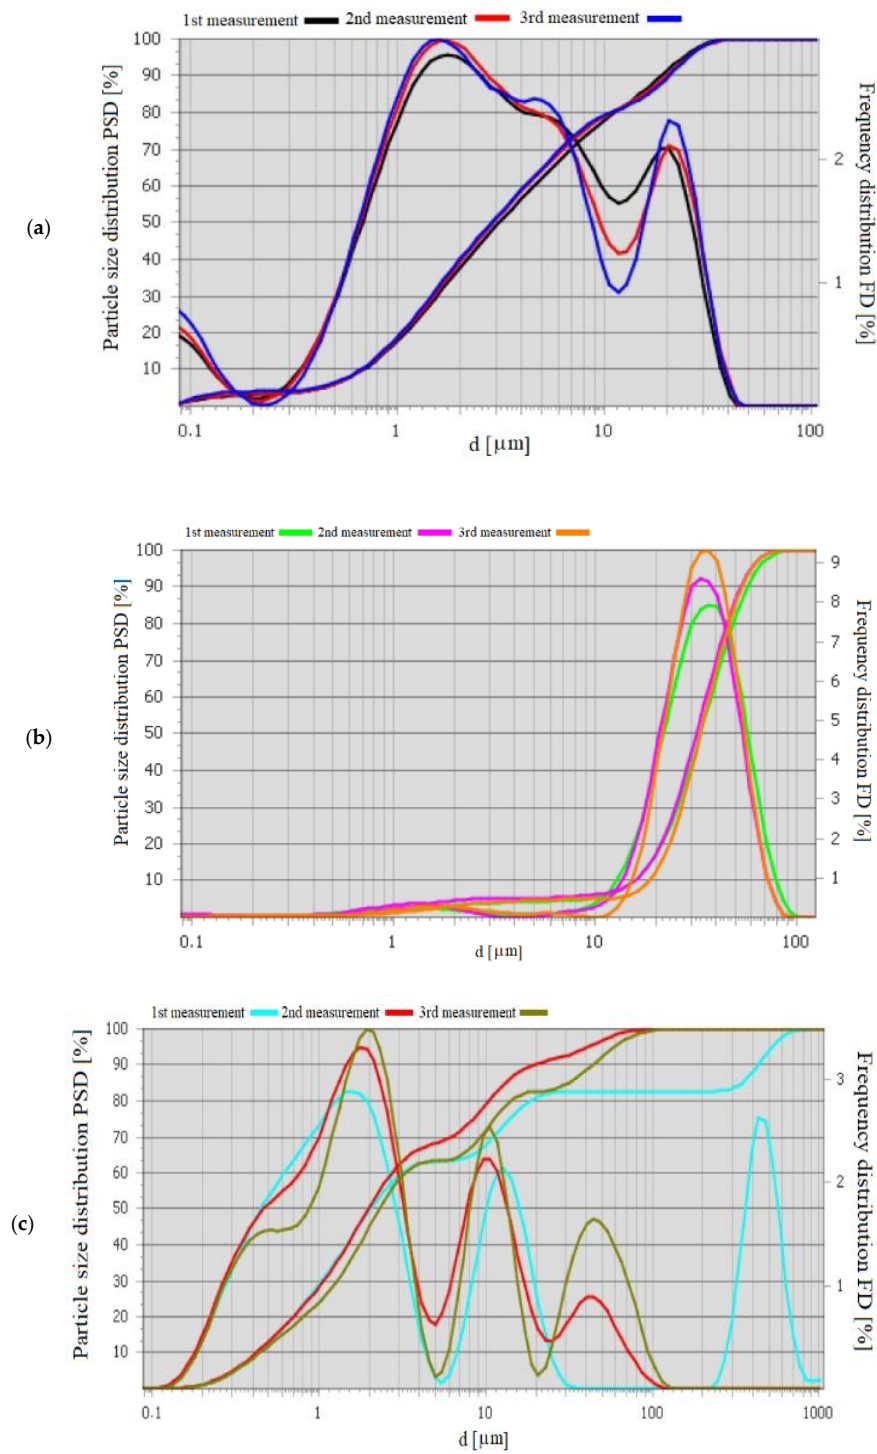 1st measurement 2nd measurement 3rd measurement
100
90
80
70
60
50
40
30
20
10
Particle size distribution PSD [%]
2
1
Frequency distribution FD [%]
(a)
0.1 1 10 100
d [μm]
1st measurement 2nd measurement 3rd measurement
100
90
80
70
60
50
40
30
20
10
Particle size distribution PSD [%]
9
8
7
6
5
4
3
2
1
Frequency distribution FD [%]
(b)
0.1 1 10 100
d [μm]
1st measurement 2nd measurement 3rd measurement
100
90
80
70
60
50
40
30
20
10
Particle size distribution PSD [%]
3
2
1
Frequency distribution FD [%]
(c)
0.1 1 10 100 1000
d [μm]